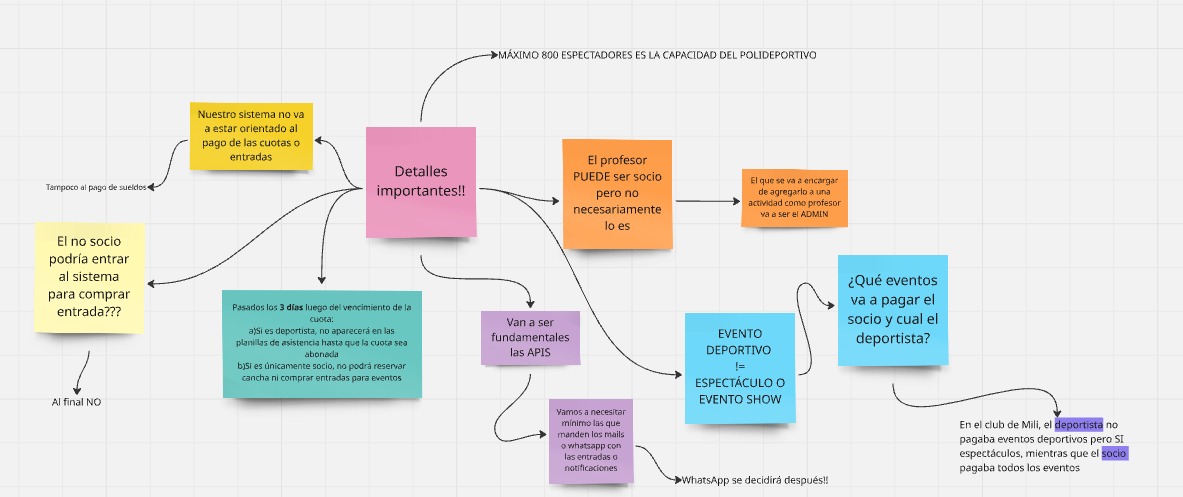 MÁXIMO 800 ESPECTADORES ES LA CAPACIDAD DEL POLIDEPORTIVO
Nuestro sistema no va
a estar orientado al
pago de las cuotas o
entradas
Tampoco al pago de sueldos
Detalles
importantes!!
El profesor
PUEDE ser socio
pero no
necesariamente
lo es
El que se va a encargar
de agregarlo a una
actividad como profesor
va a ser el ADMIN
El no socio
podría entrar
al sistema
para comprar
entrada???
Al final NO
Pasados los 3 días luego del vencimiento de la
cuota:
a)Si es deportista, no aparecerá en las
planillas de asistencia hasta que la cuota sea
abonada
b)Si es únicamente socio, no podrá reservar
cancha ni comprar entradas para eventos
Van a ser
fundamentales
las APIS
Vamos a necesitar
mínimo las que
manden los mails
o whatsapp con
las entradas o
notificaciones
WhatsApp se decidirá después!!
EVENTO
DEPORTIVO
!=
ESPECTÁCULO O
EVENTO SHOW
¿Qué eventos
va a pagar el
socio y cual el
deportista?
En el club de Mili, el deportista no
pagaba eventos deportivos pero SI
espectáculos, mientras que el socio
pagaba todos los eventos